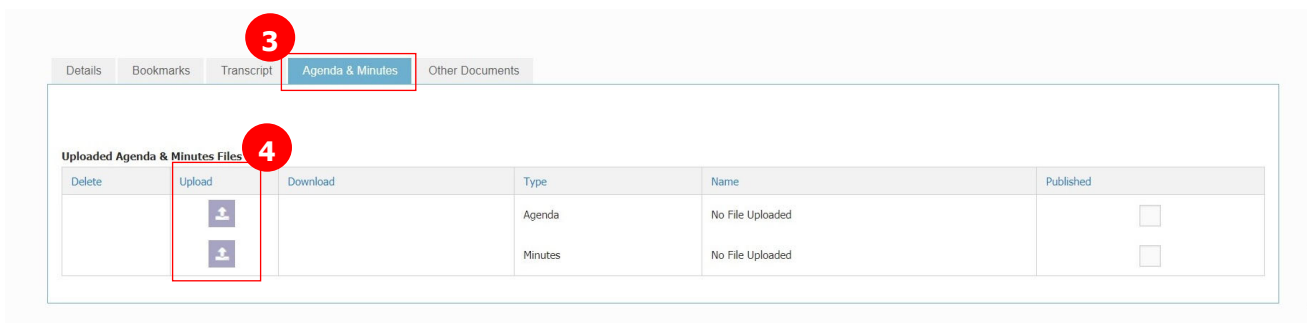 3
Details Bookmarks Transcript Agenda & Minutes Other Documents
4
Uploaded Agenda & Minutes Files
Delete Upload Download Type Name Published
Agenda No File Uploaded
Minutes No File Uploaded